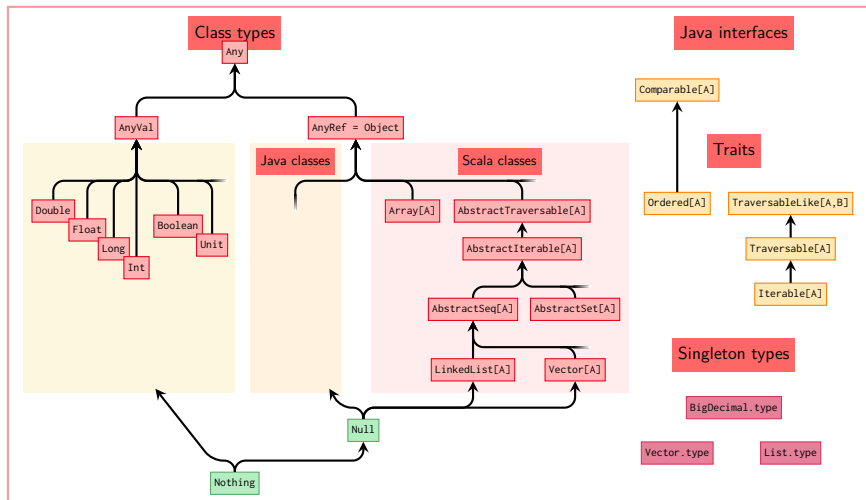 Class types
Java interfaces
Any
Comparable[A]
AnyVal
AnyRef = Object
Traits
Java classes
Scala classes
Double
Array[A]
AbstractTraversable[A]
Ordered[A]
TraversableLike[A,B]
Float
Boolean
Long
Unit
AbstractIterable[A]
Traversable[A]
Int
Iterable[A]
AbstractSeq[A]
AbstractSet[A]
Singleton types
LinkedList[A]
Vector[A]
BigDecimal.type
Null
Vector.type
List.type
Nothing